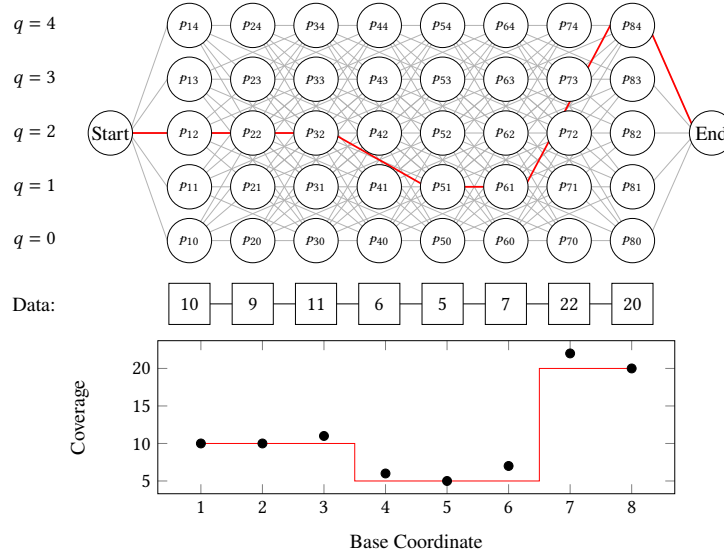 q = 4 p14 p24 p34 p44 p54 p64 p74 p84
q = 3 p13 p23 p33 p43 p53 p63 p73 p83
q = 2 Start p12 p22 p32 p42 p52 p62 p72 p82 End
q = 1 p11 p21 p31 p41 p51 p61 p71 p81
q = 0 p10 p20 p30 p40 p50 p60 p70 p80
Data: 10 9 11 6 5 7 22 20
20
15
10
5
Coverage
1 2 3 4 5 6 7 8
Base Coordinate